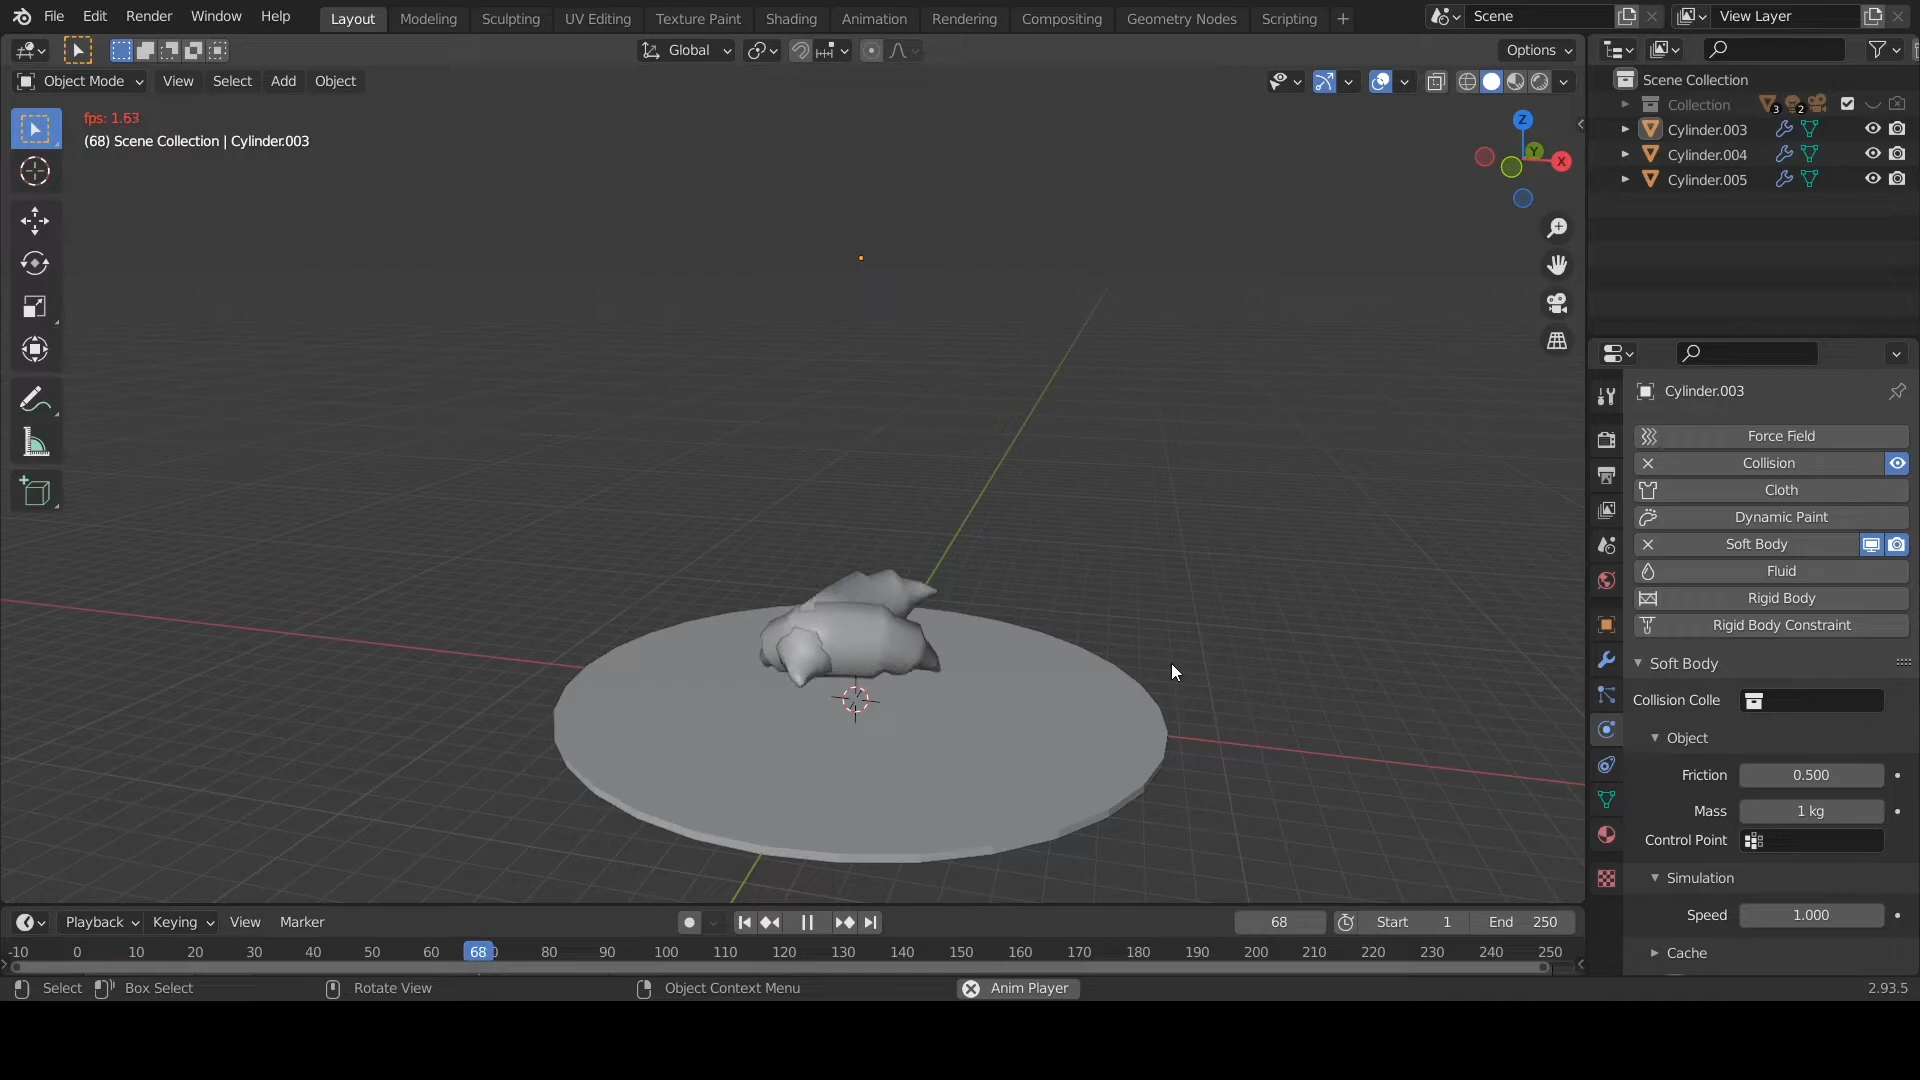 File Edit Render Window Help Layout Modeling Sculpting UV Editing Texture Paint Shading Animation Rendering Compositing Geometry Nodes Scripting + Scene View Layer
Global Options
Object Mode View Select Add Object
fps: 1.63
(68) Scene Collection | Cylinder.003
Z
Y
X
Scene Collection
Collection 3 2
Cylinder.003
Cylinder.004
Cylinder.005
Cylinder.003
Force Field
Collision
Cloth
Dynamic Paint
Soft Body
Fluid
Rigid Body
Rigid Body Constraint
Soft Body
Collision Colle
Object
Friction 0.500
Mass 1 kg
Control Point
Simulation
Speed 1.000
Cache
Playback Keying View Marker 68 Start 1 End 250
-10 0 10 20 30 40 50 60 68 80 90 100 110 120 130 140 150 160 170 180 190 200 210 220 230 240 250
Select Box Select Rotate View Object Context Menu Anim Player 2.93.5